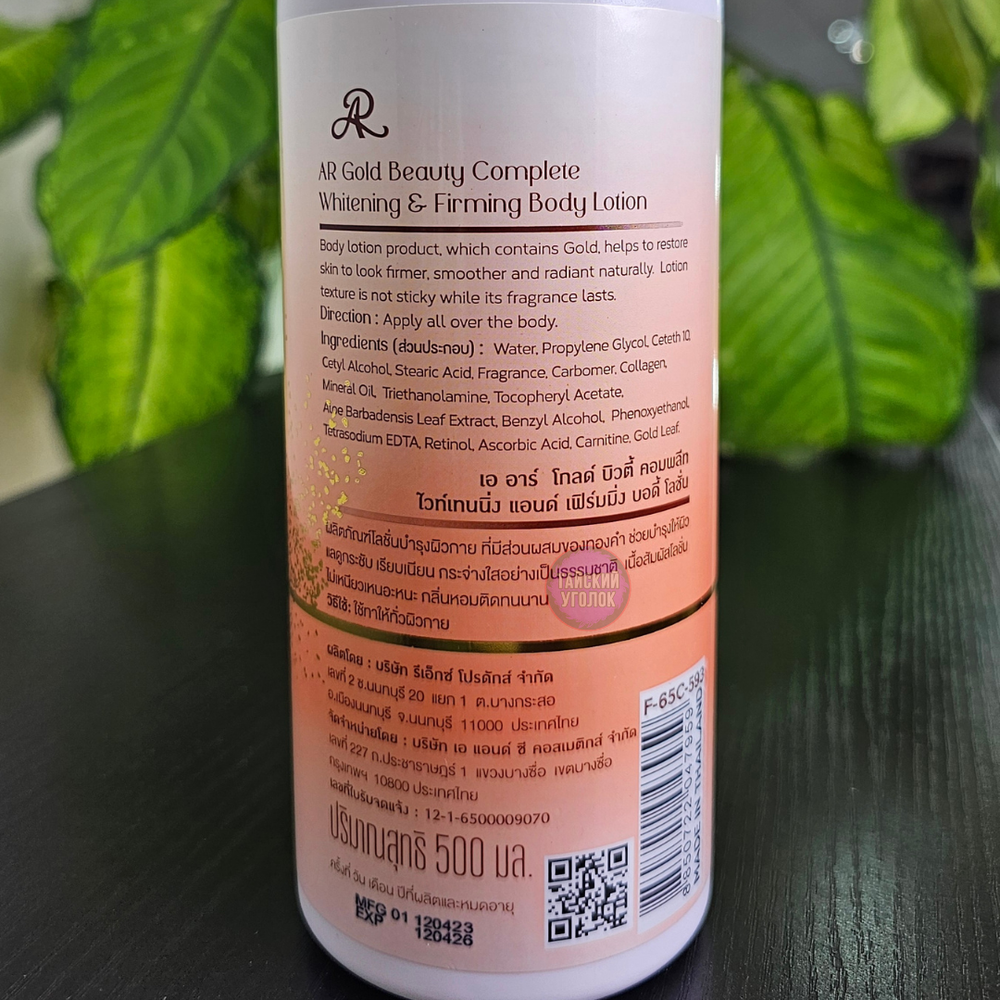 AR
AR Gold Beauty Complete
Whitening & Firming Body Lotion
Body lotion product, which contains Gold, helps to restore
skin to look firmer, smoother and radiant naturally. Lotion
texture is not sticky while its fragrance lasts.
Direction : Apply all over the body.
Ingredients (ส่วนประกอบ) : Water, Propylene Glycol, Ceteth 10,
Cetyl Alcohol, Stearic Acid, Fragrance, Carbomer, Collagen,
Mineral Oil, Triethanolamine, Tocopheryl Acetate,
Aloe Barbadensis Leaf Extract, Benzyl Alcohol, Phenoxyethanol,
Tetrasodium EDTA, Retinol, Ascorbic Acid, Carnitine, Gold Leaf.
เอ อาร์ โกลด์ บิวตี้ คอมพลีท
ไวท์เทนนิ่ง แอนด์ เฟิร์มมิ่ง บอดี้ โลชั่น
ผลิตภัณฑ์โลชั่นบำรุงผิวกาย ที่มีส่วนผสมของทองคำ ช่วยบำรุงให้ผิว
แลดูกระชับ เรียบเนียน กระจ่างใสอย่างเป็นธรรมชาติ เนื้อสัมผัสโลชั่น
ไม่เหนียวเหนอะหนะ กลิ่นหอมติดทนนาน
วิธีใช้: ใช้ทาให้ทั่วผิวกาย
ТАЙСКИЙ
УГОЛОК
ผลิตโดย : บริษัท รีเอ็กซ์ โปรดักส์ จำกัด
เลขที่ 2 ซ.นนทบุรี 20 แยก 1 ต.บางกระสอ
อ.เมืองนนทบุรี จ.นนทบุรี 11000 ประเทศไทย
จัดจำหน่ายโดย : บริษัท เอ แอนด์ ซี คอสเมติกส์ จำกัด
เลขที่ 227 ถ.ประชาราษฎร์ 1 แขวงบางซื่อ เขตบางซื่อ
กรุงเทพฯ 10800 ประเทศไทย
เลขที่ใบรับจดแจ้ง : 12-1-6500009070
ปริมาณสุทธิ 500 มล.
ครั้งที่ วัน เดือน ปีที่ผลิตและหมดอายุ
MFG 01 120423
EXP 120426
F-65C-593
8850722047959
MADE IN THAILAND